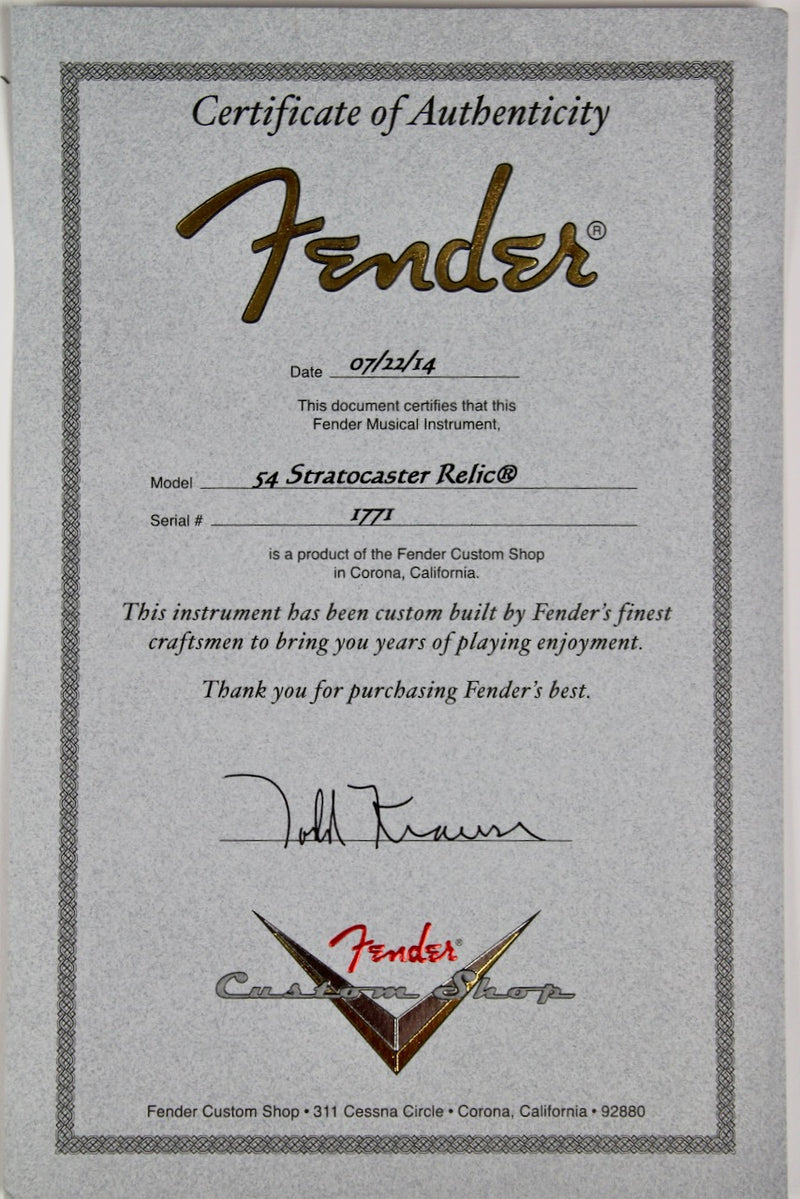 Certificate of Authenticity
Fender®
Date 07/22/14
This document certifies that this
Fender Musical Instrument,
Model 54 Stratocaster Relic®
Serial # 1771
is a product of the Fender Custom Shop
in Corona, California.
This instrument has been custom built by Fender's finest
craftsmen to bring you years of playing enjoyment.
Thank you for purchasing Fender's best.
Todd Krause
Fender®
Custom Shop
Fender Custom Shop • 311 Cessna Circle • Corona, California • 92880